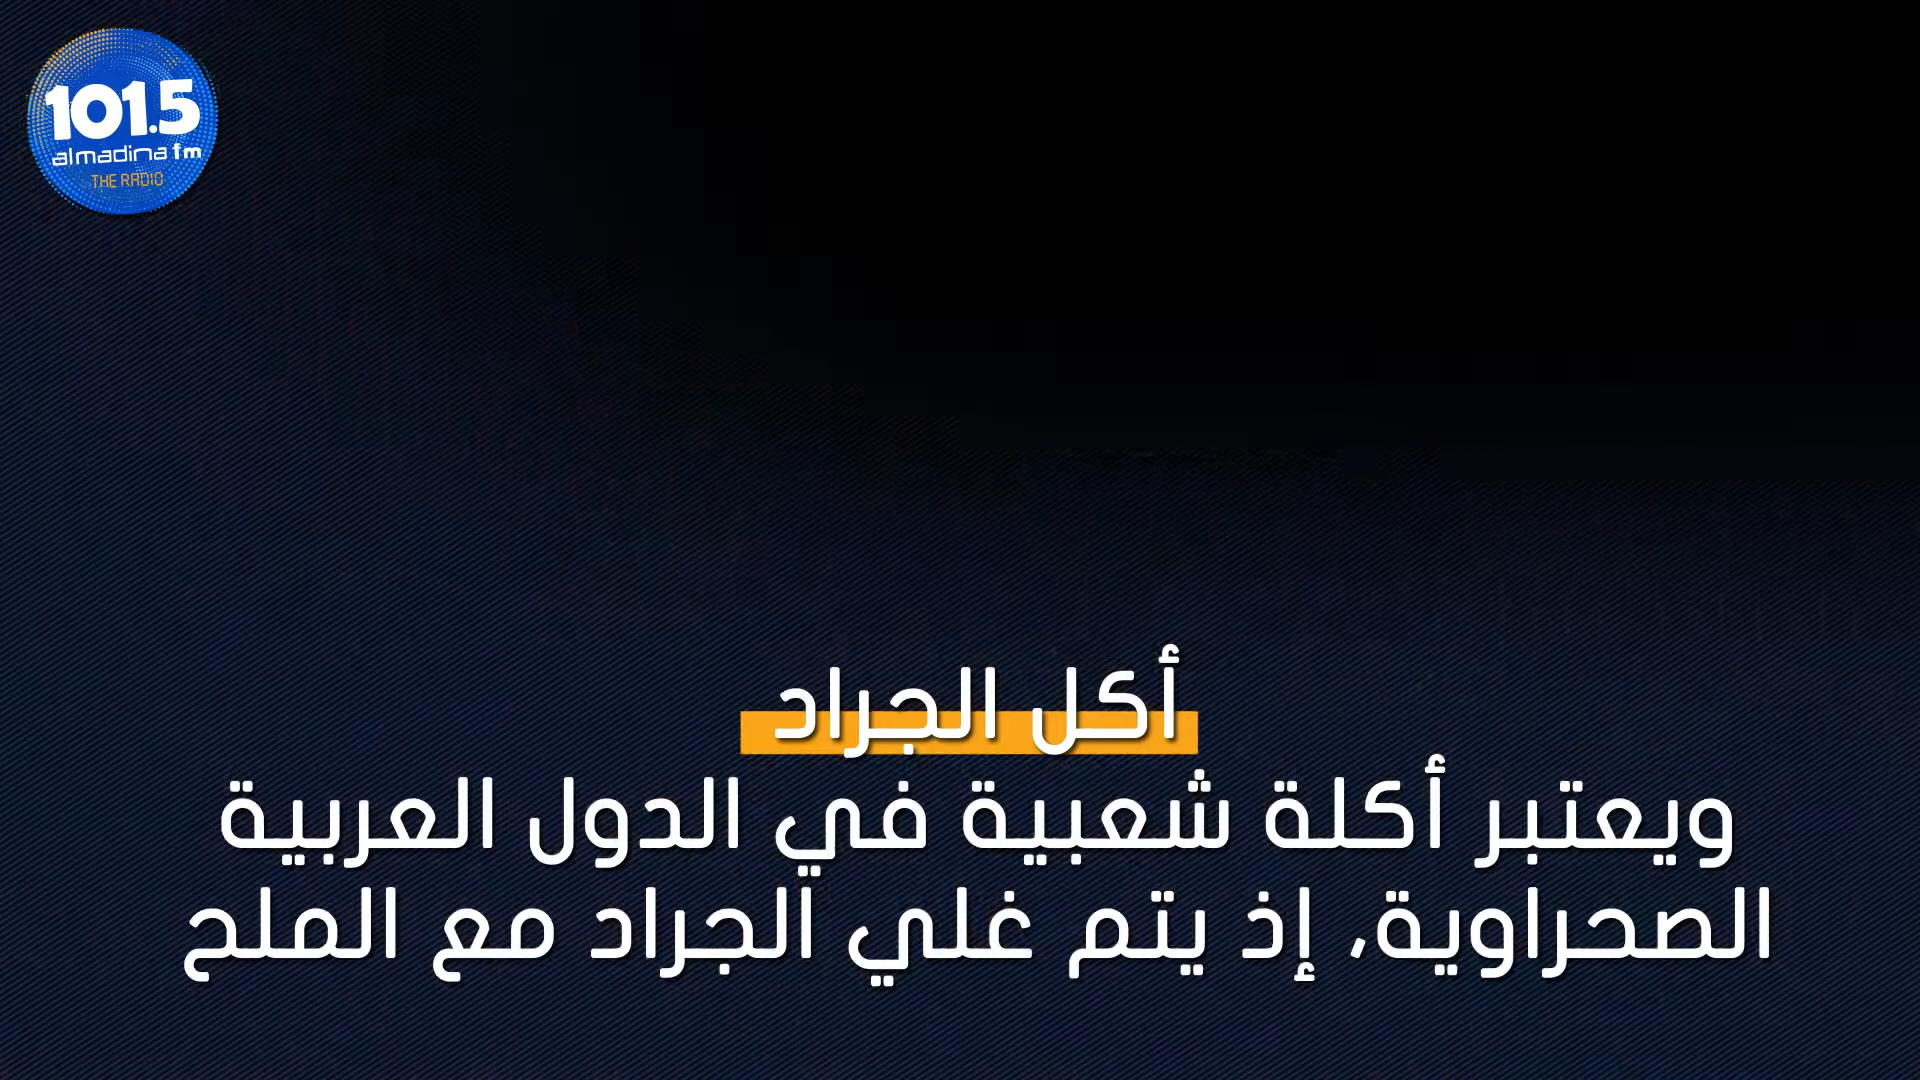 101.5
almadina fm
THE RADIO
أكل الجراد
ويعتبر أكلة شعبية في الدول العربية
الصحراوية، إذ يتم غلي الجراد مع الملح